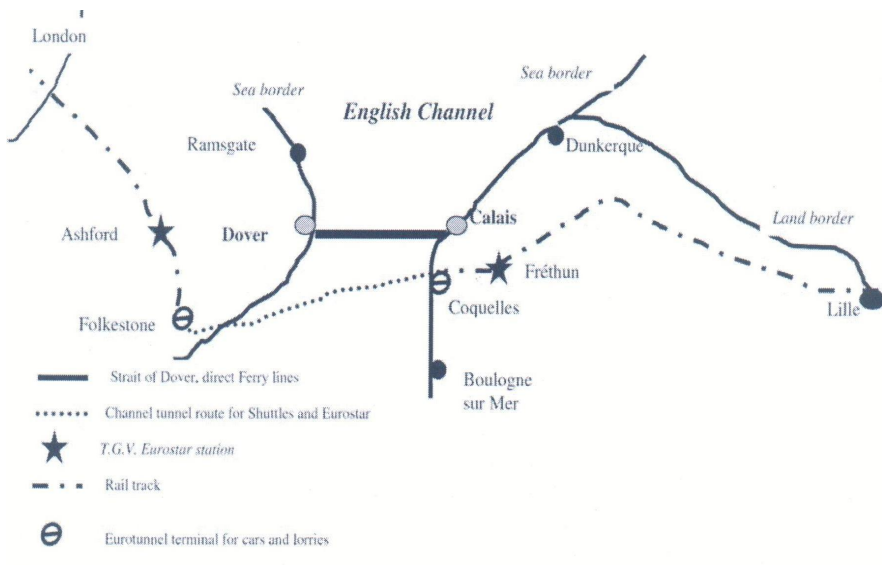 London
Sea border
Sea border
English Channel
Ramsgate
Dunkerque
Ashford
Dover
Calais
Land border
Fréthun
Folkestone
Coquelles
Lille
Boulogne
sur Mer
Strait of Dover, direct Ferry lines
Channel tunnel route for Shuttles and Eurostar
T.G.V. Eurostar station
Rail track
Eurotunnel terminal for cars and lorries